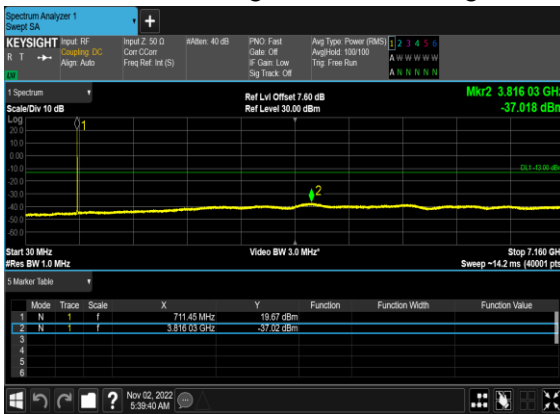 Spectrum Analyzer 1
Swept SA
KEYSIGHT
R T
LV
Input: RF
Coupling: DC
Align: Auto
Input Z: 50 Ω
Corr CCorr
Freq Ref: Int (S)
#Atten: 40 dB
PNO: Fast
Gate: Off
IF Gain: Low
Sig Track: Off
Avg Type: Power (RMS)
Avg|Hold: 100/100
Trig: Free Run
1 2 3 4 5 6
A W W W W W
A N N N N N
1 Spectrum
Scale/Div 10 dB
Ref Lvl Offset 7.60 dB
Ref Level 30.00 dBm
Mkr2 3.816 03 GHz
-37.018 dBm
Log
20.0
10.0
0.00
-10.0
-20.0
-30.0
-40.0
-50.0
-60.0
1
2
DL1 -13.00 dBm
Start 30 MHz
#Res BW 1.0 MHz
Video BW 3.0 MHz*
Stop 7.160 GHz
Sweep ~14.2 ms (40001 pts)
5 Marker Table
Mode Trace Scale X Y Function Function Width Function Value
1 N 1 f 711.45 MHz 19.67 dBm
2 N 1 f 3.816 03 GHz -37.02 dBm
3
4
5
6
?
Nov 02, 2022
5:39:40 AM